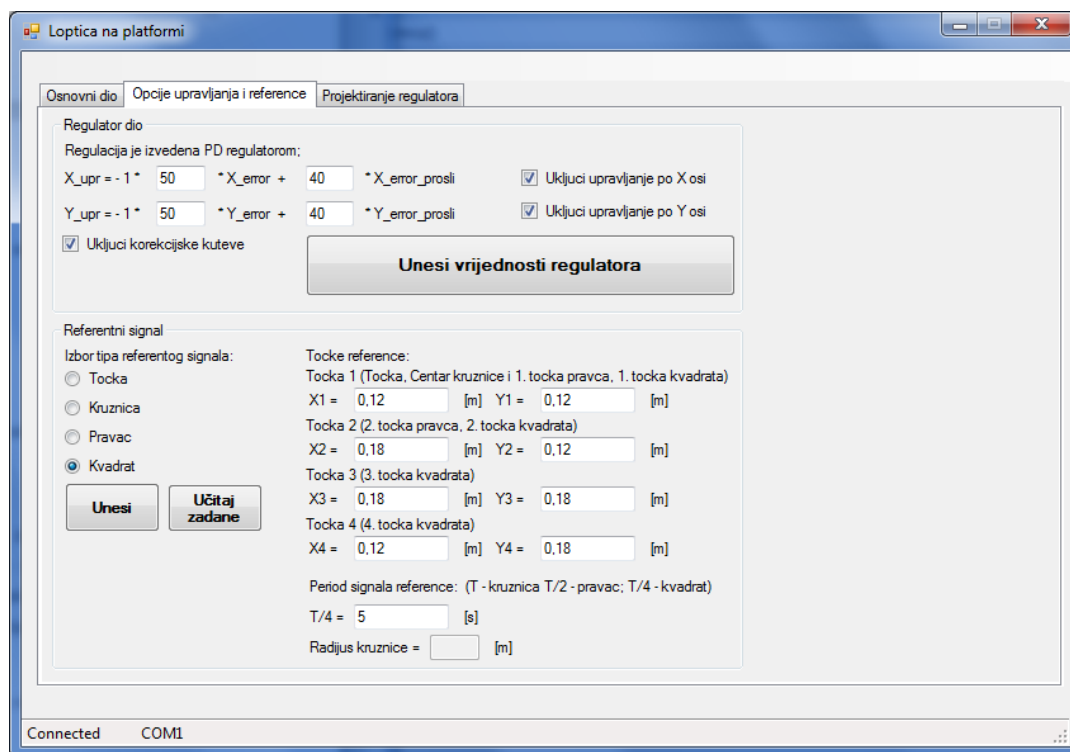 Loptica na platformi
Osnovni dio Opcije upravljanja i reference Projektiranje regulatora
Regulator dio
Regulacija je izvedena PD regulatorom;
X_upr = - 1 * 50 * X_error + 40 * X_error_prosli Ukljuci upravljanje po X osi
Y_upr = - 1 * 50 * Y_error + 40 * Y_error_prosli Ukljuci upravljanje po Y osi
Ukljuci korekcijske kuteve
Unesi vrijednosti regulatora
Referentni signal
Izbor tipa referentog signala:
Tocka
Kruznica
Pravac
Kvadrat
Unesi
Učitaj
zadane
Tocke reference:
Tocka 1 (Tocka, Centar kruznice i 1. tocka pravca, 1. tocka kvadrata)
X1 = 0,12 [m] Y1 = 0,12 [m]
Tocka 2 (2. tocka pravca, 2. tocka kvadrata)
X2 = 0,18 [m] Y2 = 0,12 [m]
Tocka 3 (3. tocka kvadrata)
X3 = 0,18 [m] Y3 = 0,18 [m]
Tocka 4 (4. tocka kvadrata)
X4 = 0,12 [m] Y4 = 0,18 [m]
Period signala reference: (T - kruznica T/2 - pravac; T/4 - kvadrat)
T/4 = 5 [s]
Radijus kruznice = [m]
Connected COM1